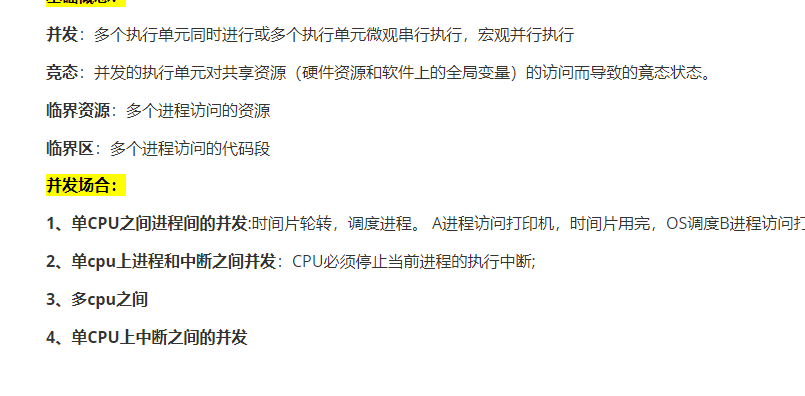 并发：多个执行单元同时进行或多个执行单元微观串行执行，宏观并行执行
竞态：并发的执行单元对共享资源（硬件资源和软件上的全局变量）的访问而导致的竟态状态。
临界资源：多个进程访问的资源
临界区：多个进程访问的代码段
并发场合：
1、单CPU之间进程间的并发:时间片轮转，调度进程。 A进程访问打印机，时间片用完，OS调度B进程访问打
2、单cpu上进程和中断之间并发：CPU必须停止当前进程的执行中断;
3、多cpu之间
4、单CPU上中断之间的并发